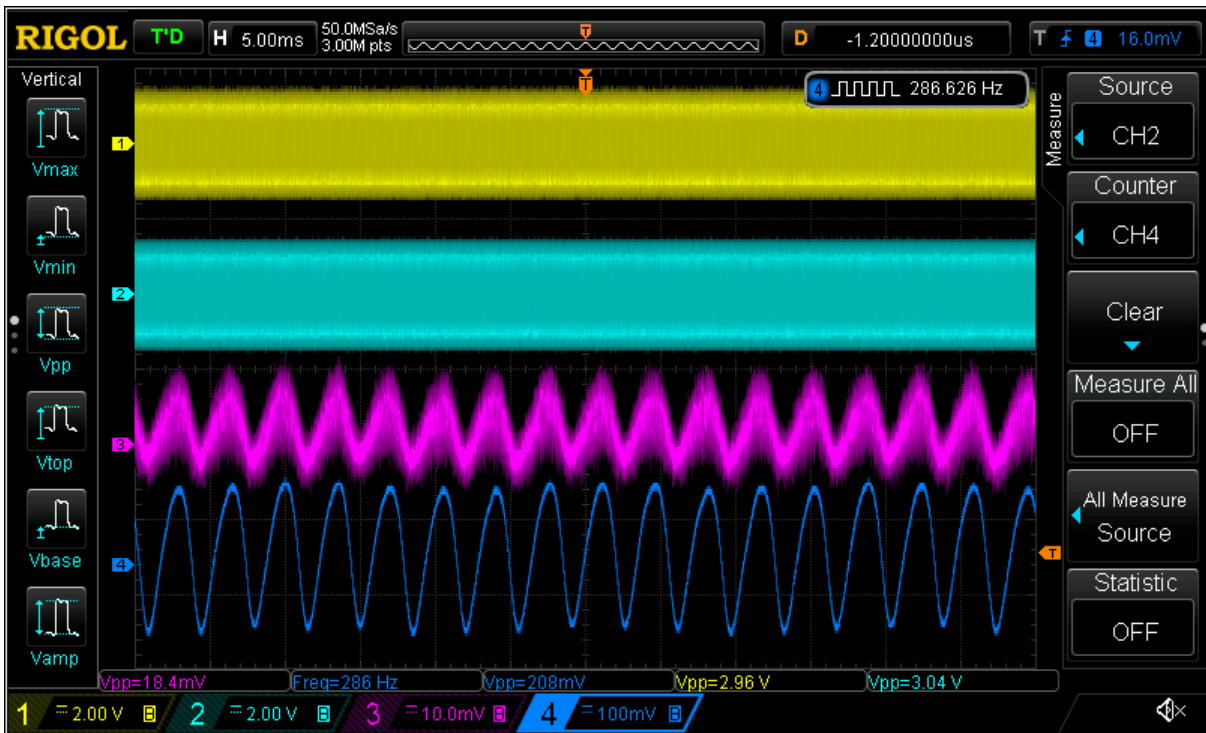 RIGOL T'D H 5.00ms 50.0MSa/s D -1.20000000us T 4 16.0mV
3.00M pts
T
Vertical
Vmax
Vmin
Vpp
Vtop
Vbase
Vamp
T
4 286.626 Hz
1
2
3
4
T
Measure
Source
CH2
Counter
CH4
Clear
Measure All
OFF
All Measure
Source
Statistic
OFF
Vpp=18.4mV Freq=286 Hz Vpp=208mV Vpp=2.96 V Vpp=3.04 V
1 2.00 V B 2 2.00 V B 3 10.0mV B 4 100mV B